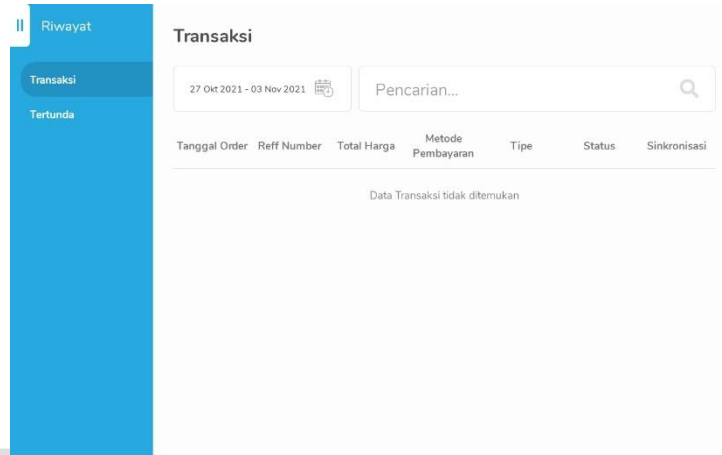 Riwayat
Transaksi
Tertunda
Transaksi
27 Okt 2021 - 03 Nov 2021
Pencarian...
Tanggal Order Reff Number Total Harga Metode Pembayaran Tipe Status Sinkronisasi
Data Transaksi tidak ditemukan